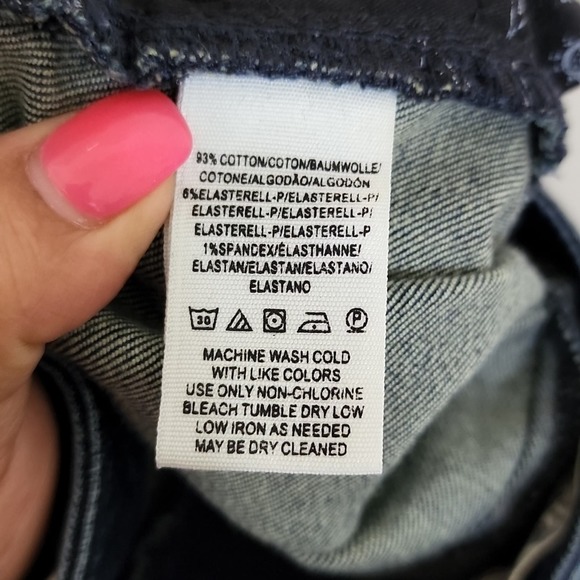 93% COTTON/COTON/BAUMWOLLE/
COTONE/ALGODÃO/ALGODÓN
6%ELASTERELL-P/ELASTERELL-P/
ELASTERELL-P/ELASTERELL-P/
ELASTERELL-P/ELASTERELL-P
1%SPANDEX/ÉLASTHANNE/
ELASTAN/ELASTAN/ELASTANO/
ELASTANO
30 P
MACHINE WASH COLD
WITH LIKE COLORS
USE ONLY NON-CHLORINE
BLEACH TUMBLE DRY LOW
LOW IRON AS NEEDED
MAY BE DRY CLEANED